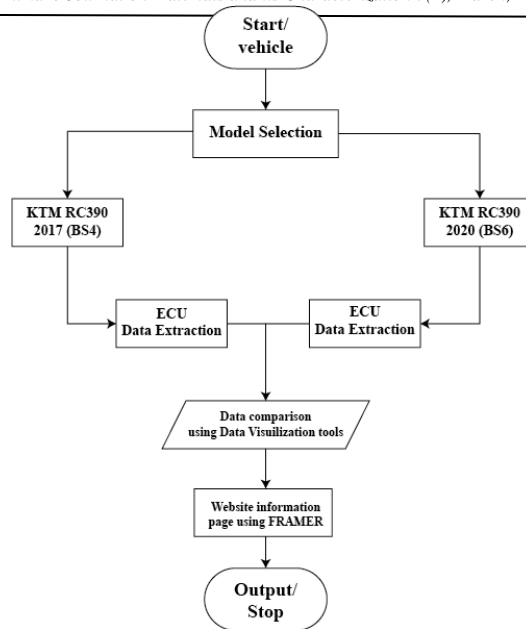 Start/
vehicle
Model Selection
KTM RC390
2017 (BS4)
KTM RC390
2020 (BS6)
ECU
Data Extraction
ECU
Data Extraction
Data comparison
using Data Visuilization tools
Website information
page using FRAMER
Output/
Stop